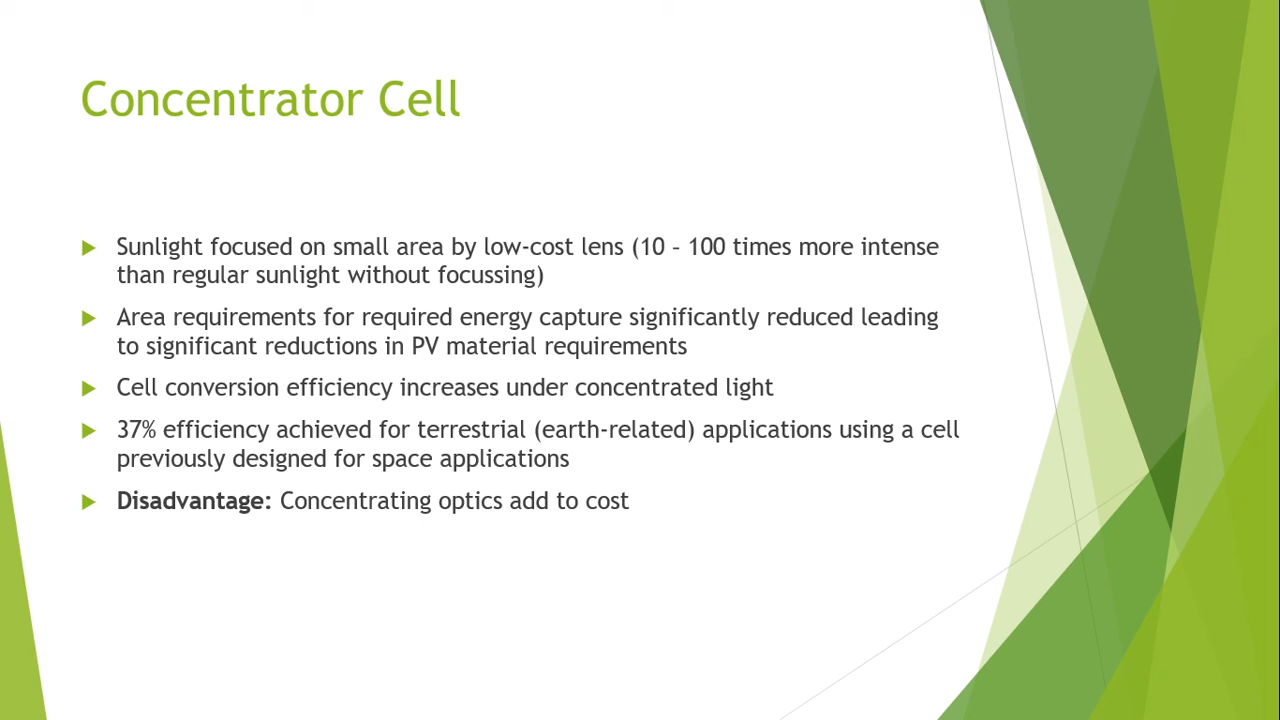 Concentrator Cell
Sunlight focused on small area by low-cost lens (10 – 100 times more intense
than regular sunlight without focussing)
Area requirements for required energy capture significantly reduced leading
to significant reductions in PV material requirements
Cell conversion efficiency increases under concentrated light
37% efficiency achieved for terrestrial (earth-related) applications using a cell
previously designed for space applications
Disadvantage: Concentrating optics add to cost